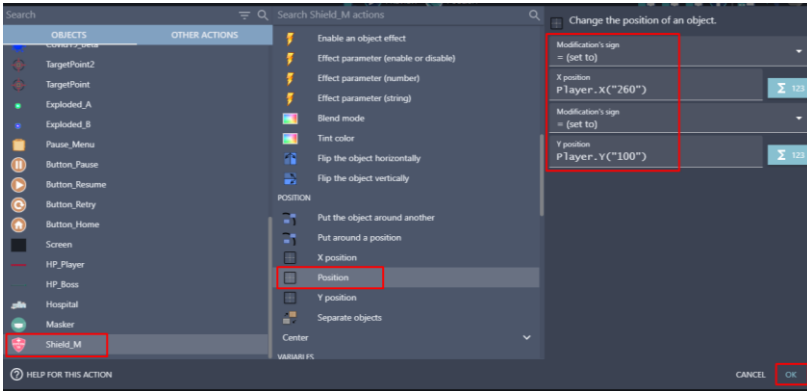 Search
OBJECTS
OTHER ACTIONS
Covid19_beta
TargetPoint2
TargetPoint
Exploded_A
Exploded_B
Pause_Menu
Button_Pause
Button_Resume
Button_Retry
Button_Home
Screen
HP_Player
HP_Boss
Hospital
Masker
Shield_M
HELP FOR THIS ACTION
Search Shield_M actions
Enable an object effect
Effect parameter (enable or disable)
Effect parameter (number)
Effect parameter (string)
Blend mode
Tint color
Flip the object horizontally
Flip the object vertically
POSITION
Put the object around another
Put around a position
X position
Position
Y position
Separate objects
Center
VARIABLES
Change the position of an object.
Modification's sign
= (set to)
X position
Player.X("260")
Σ 123
Modification's sign
= (set to)
Y position
Player.Y("100")
Σ 123
CANCEL
OK